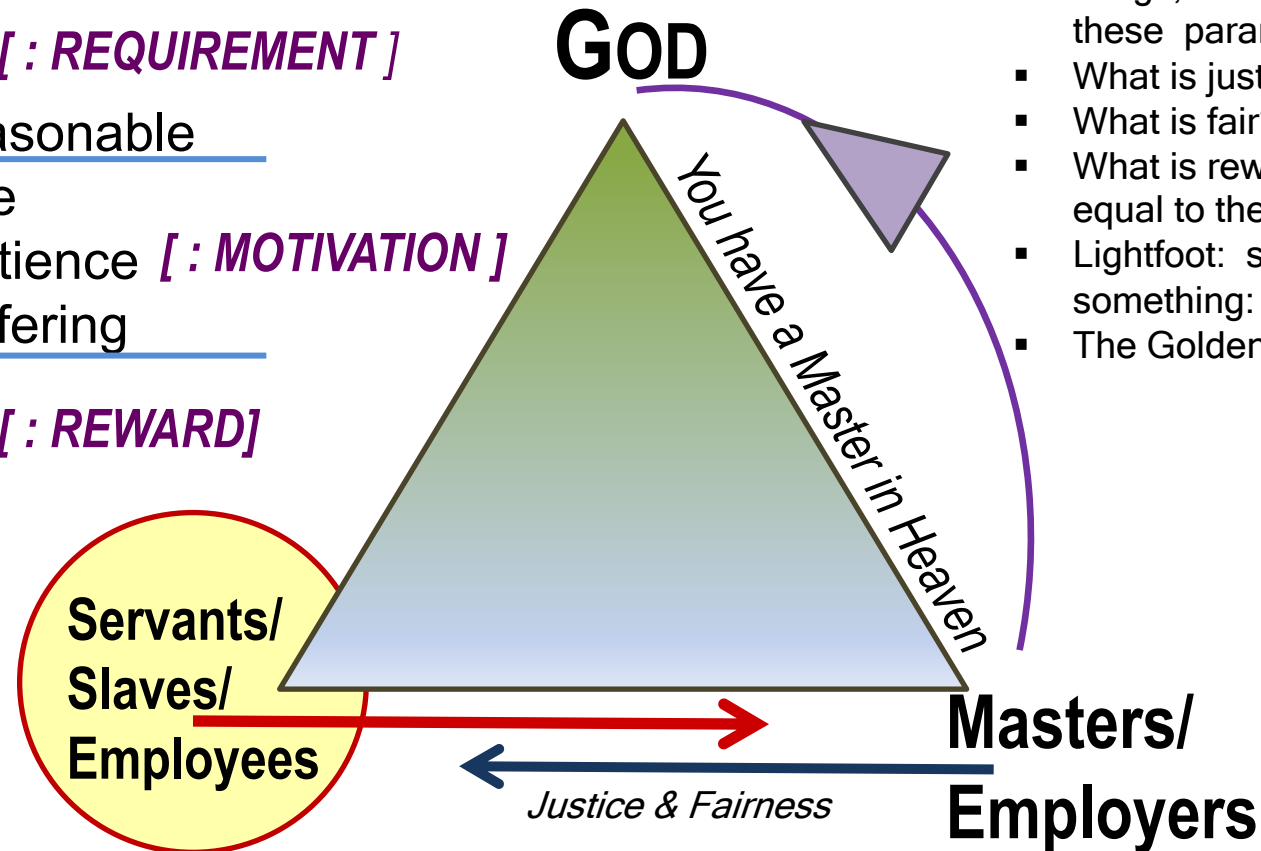 [ : REQUIREMENT ]
asonable
e
tience [ : MOTIVATION ]
fering
[ : REWARD]
GOD
You have a Master in Heaven
these param
What is just
What is fair
What is rew
equal to the
Lightfoot: s
something:
The Golden
Servants/
Slaves/
Employees
Justice & Fairness
Masters/
Employers